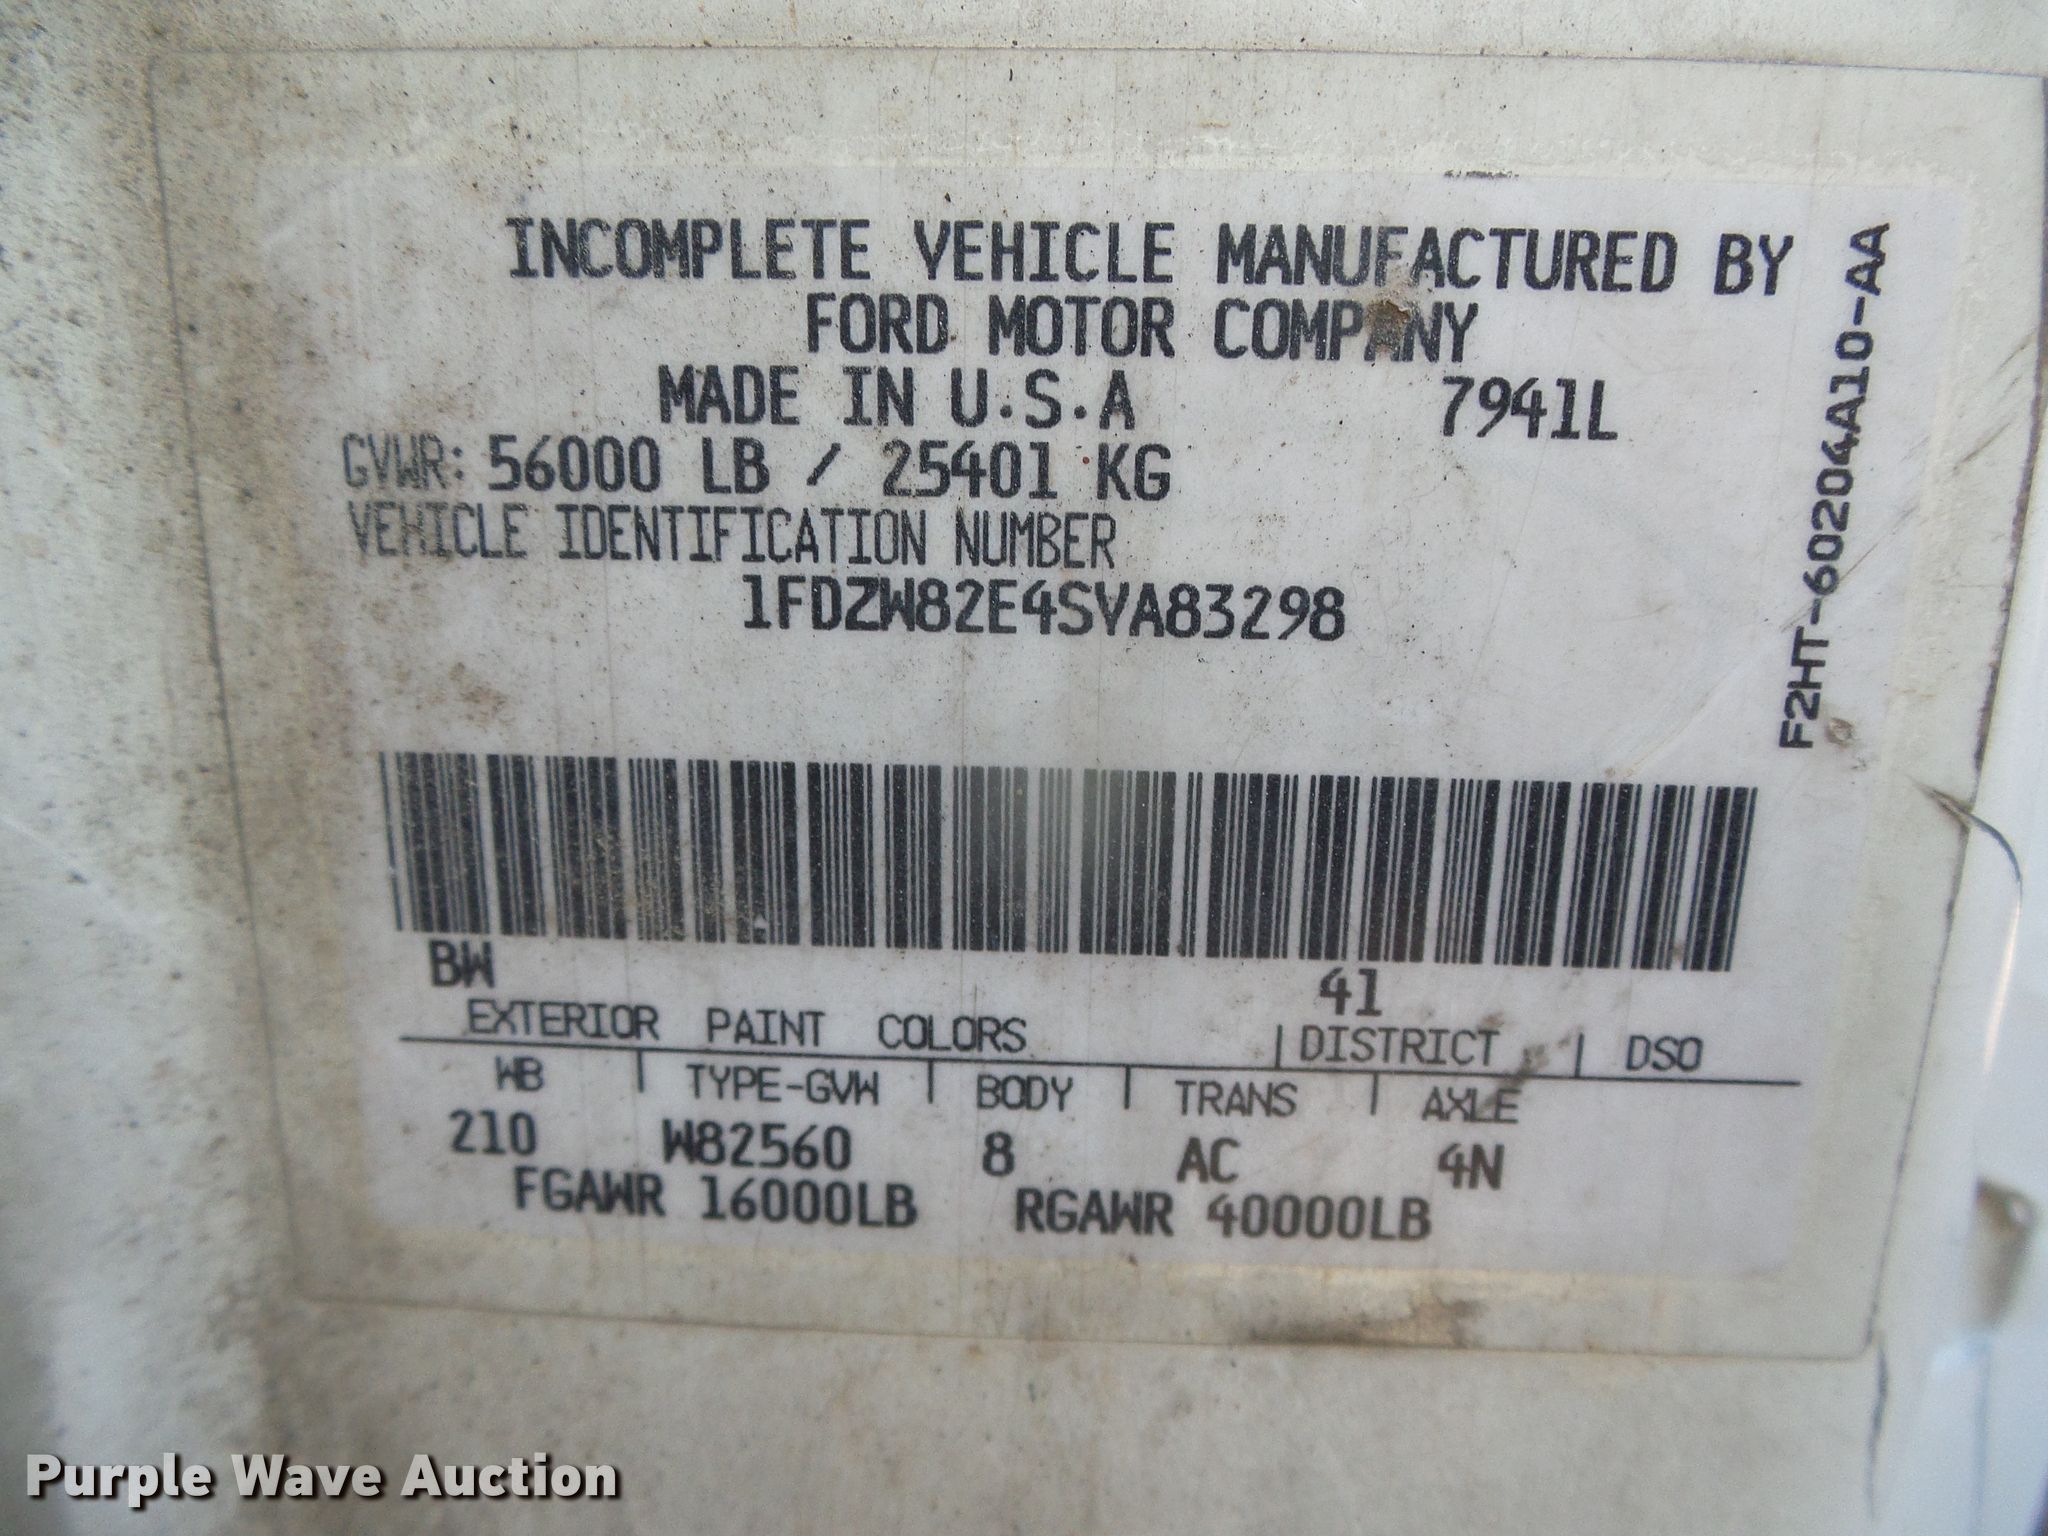 INCOMPLETE VEHICLE MANUFACTURED BY
FORD MOTOR COMPANY
MADE IN U.S.A 7941L
GVWR: 56000 LB / 25401 KG
VEHICLE IDENTIFICATION NUMBER
1FDZW82E4SVA83298
F2HT-60204A10-AA
BW 41
EXTERIOR PAINT COLORS | DISTRICT | DSO
WB | TYPE-GVW | BODY | TRANS | AXLE
210 W82560 8 AC 4N
FGAWR 16000LB RGAWR 40000LB
Purple Wave Auction